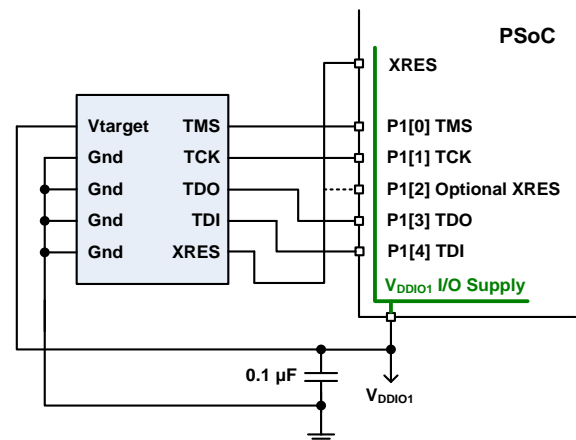 PSoC
XRES
Vtarget TMS
Gnd TCK
Gnd TDO
Gnd TDI
Gnd XRES
P1[0] TMS
P1[1] TCK
P1[2] Optional XRES
P1[3] TDO
P1[4] TDI
VDDIO1 I/O Supply
0.1 µF
VDDIO1